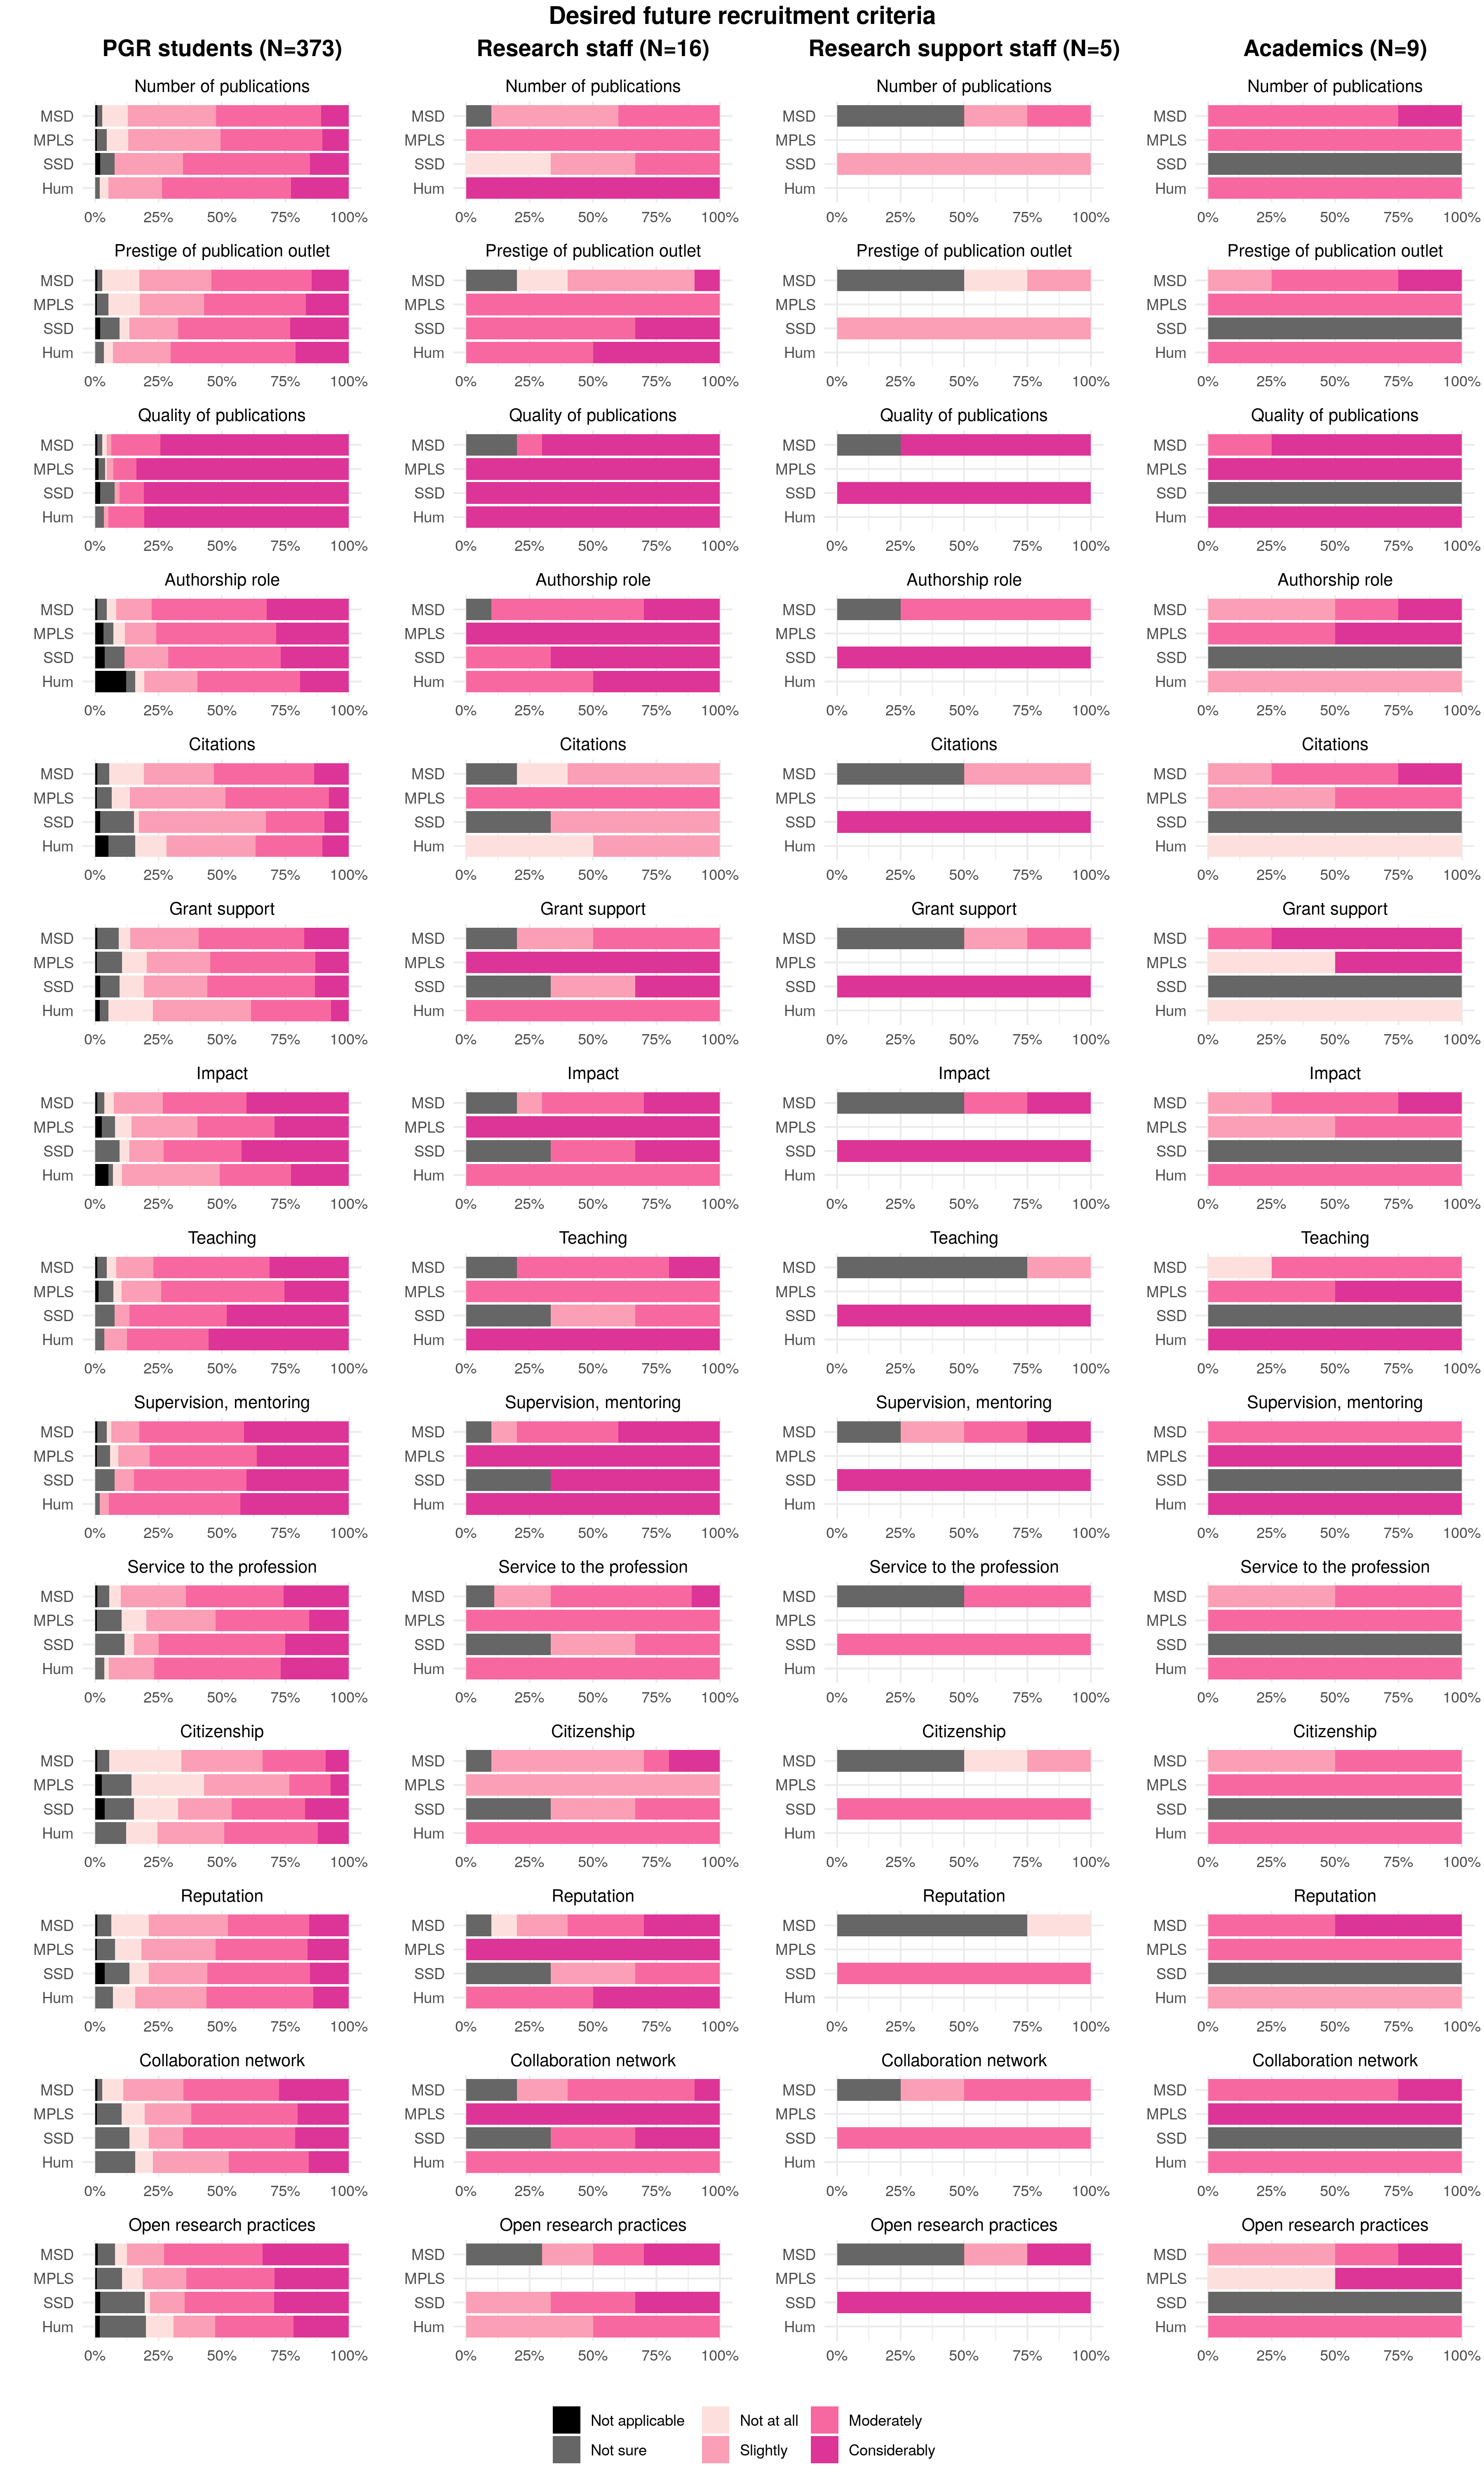 Desired future recruitment criteria
PGR students (N=373) Research staff (N=16) Research support staff (N=5) Academics (N=9)
Number of publications Number of publications Number of publications Number of publications
MSD MSD MSD MSD
MPLS MPLS MPLS MPLS
SSD SSD SSD SSD
Hum Hum Hum Hum
0% 25% 50% 75% 100% 0% 25% 50% 75% 100% 0% 25% 50% 75% 100% 0% 25% 50% 75% 100%
Prestige of publication outlet Prestige of publication outlet Prestige of publication outlet Prestige of publication outlet
MSD MSD MSD MSD
MPLS MPLS MPLS MPLS
SSD SSD SSD SSD
Hum Hum Hum Hum
0% 25% 50% 75% 100% 0% 25% 50% 75% 100% 0% 25% 50% 75% 100% 0% 25% 50% 75% 100%
Quality of publications Quality of publications Quality of publications Quality of publications
MSD MSD MSD MSD
MPLS MPLS MPLS MPLS
SSD SSD SSD SSD
Hum Hum Hum Hum
0% 25% 50% 75% 100% 0% 25% 50% 75% 100% 0% 25% 50% 75% 100% 0% 25% 50% 75% 100%
Authorship role Authorship role Authorship role Authorship role
MSD MSD MSD MSD
MPLS MPLS MPLS MPLS
SSD SSD SSD SSD
Hum Hum Hum Hum
0% 25% 50% 75% 100% 0% 25% 50% 75% 100% 0% 25% 50% 75% 100% 0% 25% 50% 75% 100%
Citations Citations Citations Citations
MSD MSD MSD MSD
MPLS MPLS MPLS MPLS
SSD SSD SSD SSD
Hum Hum Hum Hum
0% 25% 50% 75% 100% 0% 25% 50% 75% 100% 0% 25% 50% 75% 100% 0% 25% 50% 75% 100%
Grant support Grant support Grant support Grant support
MSD MSD MSD MSD
MPLS MPLS MPLS MPLS
SSD SSD SSD SSD
Hum Hum Hum Hum
0% 25% 50% 75% 100% 0% 25% 50% 75% 100% 0% 25% 50% 75% 100% 0% 25% 50% 75% 100%
Impact Impact Impact Impact
MSD MSD MSD MSD
MPLS MPLS MPLS MPLS
SSD SSD SSD SSD
Hum Hum Hum Hum
0% 25% 50% 75% 100% 0% 25% 50% 75% 100% 0% 25% 50% 75% 100% 0% 25% 50% 75% 100%
Teaching Teaching Teaching Teaching
MSD MSD MSD MSD
MPLS MPLS MPLS MPLS
SSD SSD SSD SSD
Hum Hum Hum Hum
0% 25% 50% 75% 100% 0% 25% 50% 75% 100% 0% 25% 50% 75% 100% 0% 25% 50% 75% 100%
Supervision, mentoring Supervision, mentoring Supervision, mentoring Supervision, mentoring
MSD MSD MSD MSD
MPLS MPLS MPLS MPLS
SSD SSD SSD SSD
Hum Hum Hum Hum
0% 25% 50% 75% 100% 0% 25% 50% 75% 100% 0% 25% 50% 75% 100% 0% 25% 50% 75% 100%
Service to the profession Service to the profession Service to the profession Service to the profession
MSD MSD MSD MSD
MPLS MPLS MPLS MPLS
SSD SSD SSD SSD
Hum Hum Hum Hum
0% 25% 50% 75% 100% 0% 25% 50% 75% 100% 0% 25% 50% 75% 100% 0% 25% 50% 75% 100%
Citizenship Citizenship Citizenship Citizenship
MSD MSD MSD MSD
MPLS MPLS MPLS MPLS
SSD SSD SSD SSD
Hum Hum Hum Hum
0% 25% 50% 75% 100% 0% 25% 50% 75% 100% 0% 25% 50% 75% 100% 0% 25% 50% 75% 100%
Reputation Reputation Reputation Reputation
MSD MSD MSD MSD
MPLS MPLS MPLS MPLS
SSD SSD SSD SSD
Hum Hum Hum Hum
0% 25% 50% 75% 100% 0% 25% 50% 75% 100% 0% 25% 50% 75% 100% 0% 25% 50% 75% 100%
Collaboration network Collaboration network Collaboration network Collaboration network
MSD MSD MSD MSD
MPLS MPLS MPLS MPLS
SSD SSD SSD SSD
Hum Hum Hum Hum
0% 25% 50% 75% 100% 0% 25% 50% 75% 100% 0% 25% 50% 75% 100% 0% 25% 50% 75% 100%
Open research practices Open research practices Open research practices Open research practices
MSD MSD MSD MSD
MPLS MPLS MPLS MPLS
SSD SSD SSD SSD
Hum Hum Hum Hum
0% 25% 50% 75% 100% 0% 25% 50% 75% 100% 0% 25% 50% 75% 100% 0% 25% 50% 75% 100%
Not applicable Not at all Moderately
Not sure Slightly Considerably